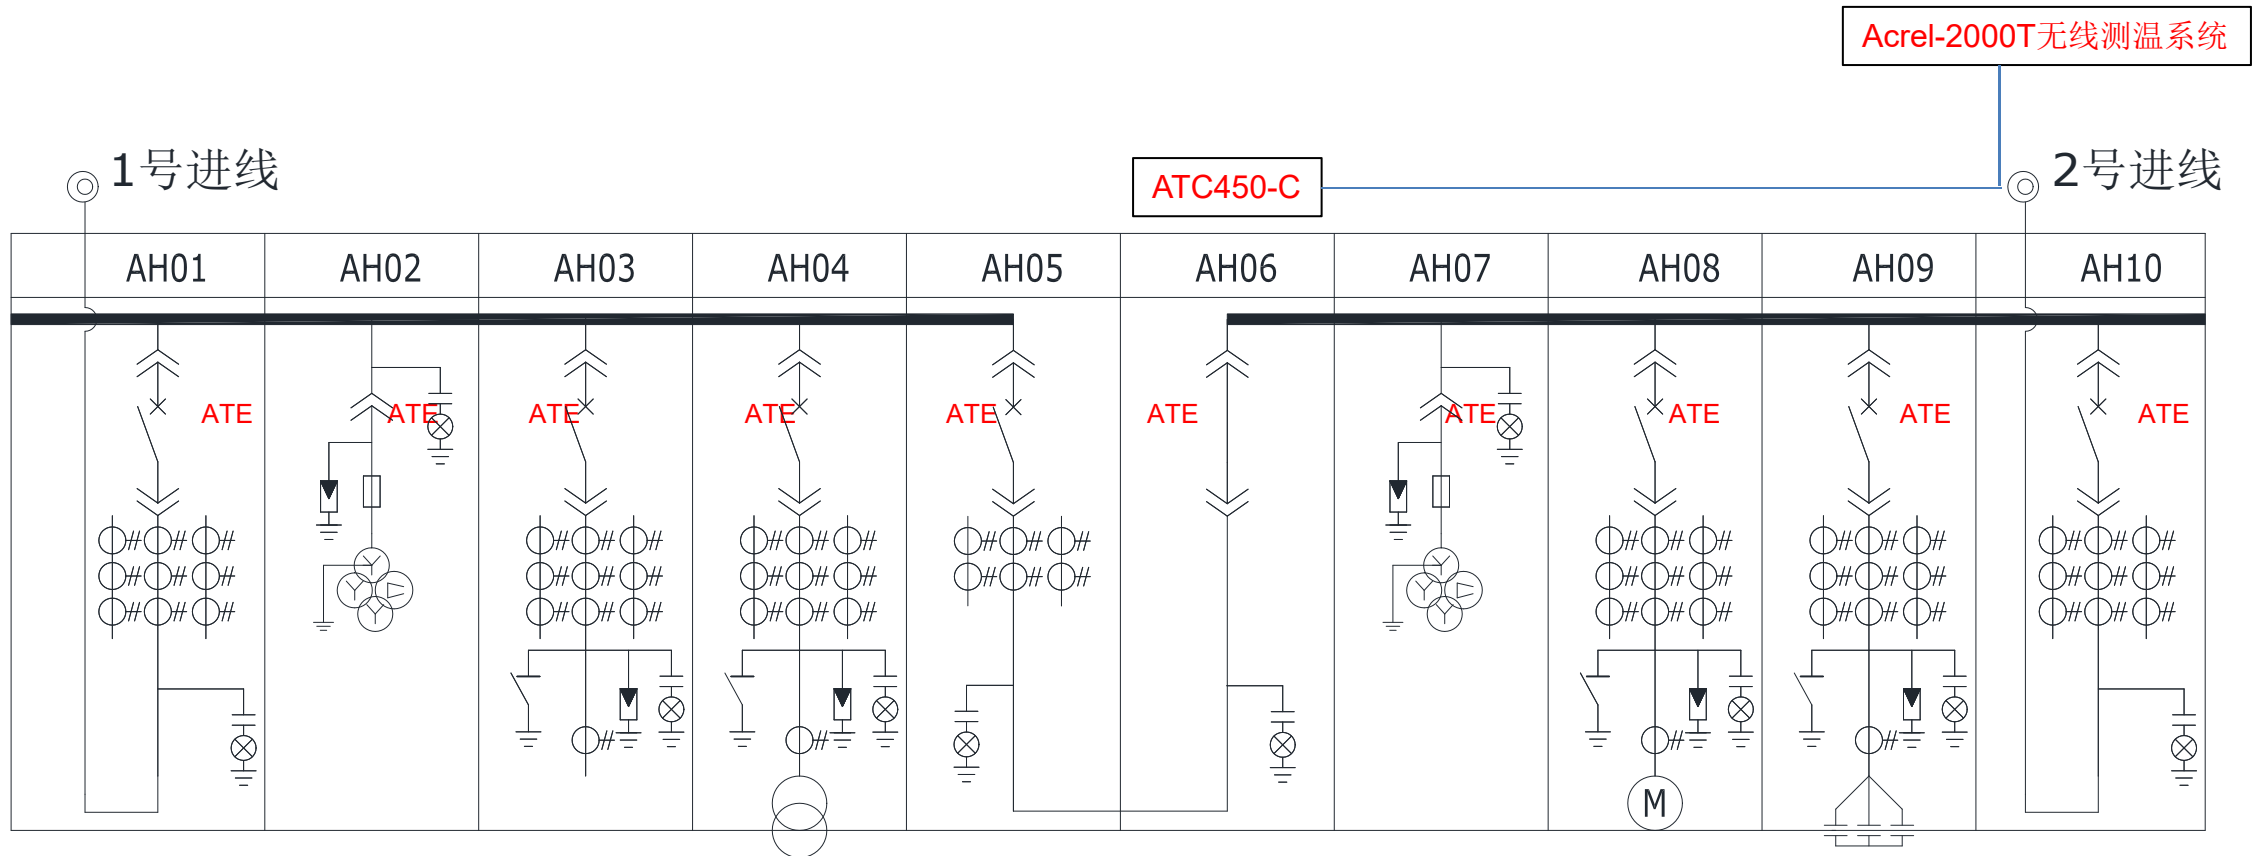 Acrel-2000T无线测温系统
1号进线
ATC450-C
2号进线
AH01 AH02 AH03 AH04 AH05 AH06 AH07 AH08 AH09 AH10
ATE ATE ATE ATE ATE ATE ATE ATE ATE ATE
# # # # # # # # # # # # # # # # # # # # #
# # # # # # # # # # # # # # # # # # # # #
# # # # # # # # # # # # # # # # # #
# # # #
M